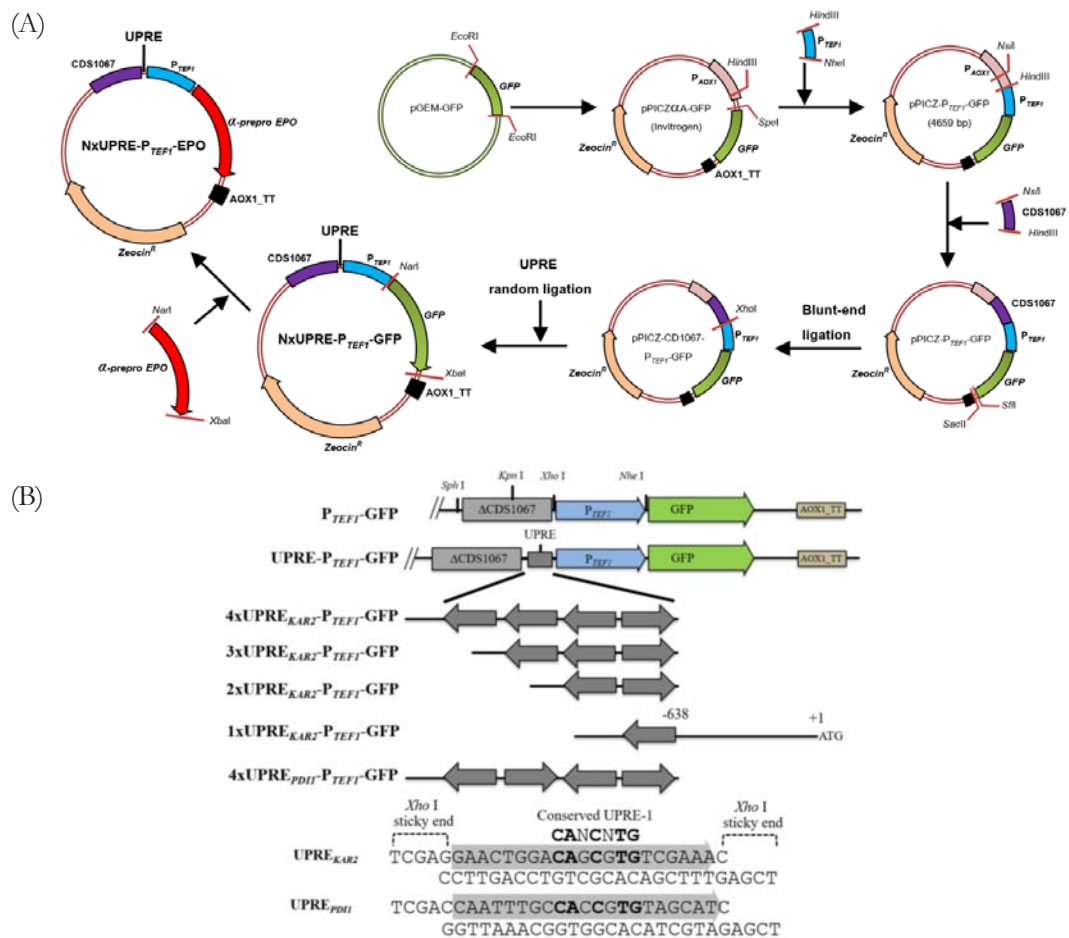 (A)
UPRE
CDS1067
PTEF1
α-prepro EPO
NxUPRE-PTEF1-EPO
AOX1_TT
ZeocinR
EcoRI
GFP
pGEM-GFP
EcoRI
PAOX1
HindIII
pPICZαA-GFP
(Invitrogen)
SpeI
ZeocinR
GFP
AOX1_TT
HindIII
PTEF1
NheI
NsiI
PAOX1
HindIII
pPICZ-PTEF1-GFP
(4659 bp)
PTEF1
ZeocinR
GFP
NsiI
CDS1067
HindIII
CDS1067
pPICZ-PTEF1-GFP
PTEF1
ZeocinR
GFP
SfiI
SacII
Blunt-end
ligation
XhoI
pPICZ-CD1067-
PTEF1-GFP
PTEF1
ZeocinR
GFP
UPRE
random ligation
UPRE
CDS1067
PTEF1
NarI
GFP
NxUPRE-PTEF1-GFP
XbaI
AOX1_TT
ZeocinR
NarI
α-prepro EPO
XbaI
(B)
Sph I
Kpn I
Xho I
Nhe I
PTEF1-GFP
ΔCDS1067
PTEF1
GFP
AOX1_TT
UPRE
UPRE-PTEF1-GFP
ΔCDS1067
PTEF1
GFP
AOX1_TT
4xUPREKAR2-PTEF1-GFP
3xUPREKAR2-PTEF1-GFP
2xUPREKAR2-PTEF1-GFP
-638
+1
1xUPREKAR2-PTEF1-GFP
ATG
4xUPREPDI1-PTEF1-GFP
Xho I
sticky end
Conserved UPRE-1
CANCNTG
Xho I
sticky end
UPREKAR2
TCGAGGAACTGGACAGCGTGTCGAAAC
CCTTGACCTGTCGCACAGCTTTGAGCT
UPREPDI1
TCGACCAATTTGCCACCGTGTAGCATC
GGTTAAACGGTGGCACATCGTAGAGCT